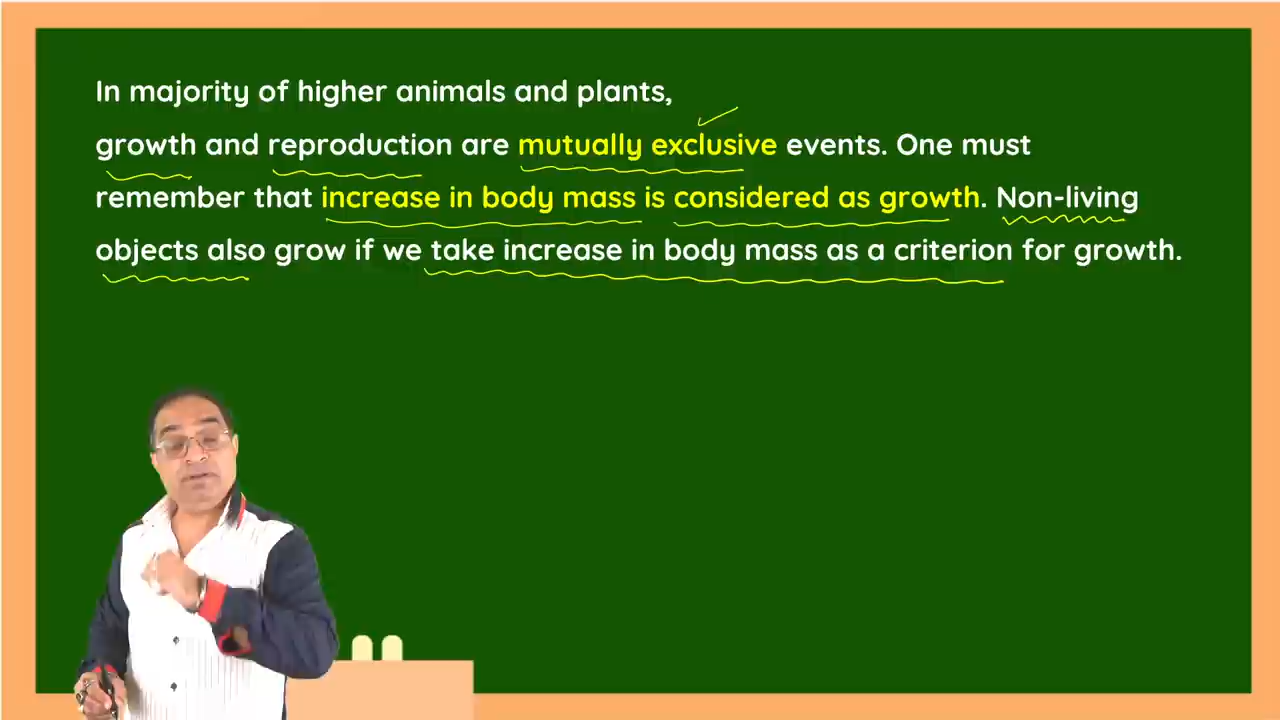 In majority of higher animals and plants,
growth and reproduction are mutually exclusive events. One must
remember that increase in body mass is considered as growth. Non-living
objects also grow if we take increase in body mass as a criterion for growth.